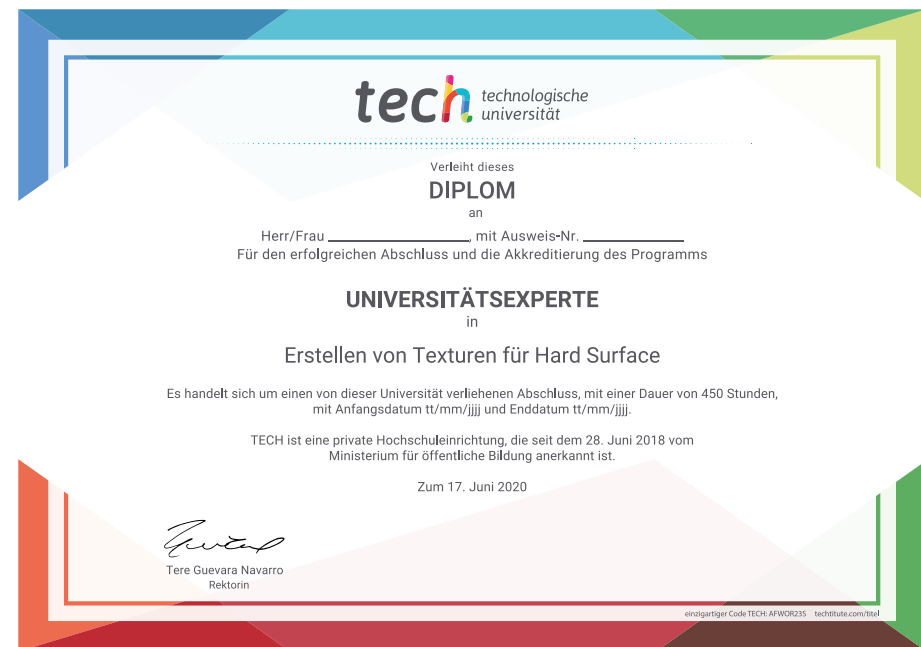 tech technologische
universität
Verleiht dieses
DIPLOM
an
Herr/Frau ____________, mit Ausweis-Nr. ____________
Für den erfolgreichen Abschluss und die Akkreditierung des Programms
UNIVERSITÄTSEXPERTE
in
Erstellen von Texturen für Hard Surface
Es handelt sich um einen von dieser Universität verliehenen Abschluss, mit einer Dauer von 450 Stunden,
mit Anfangsdatum tt/mm/jjjj und Enddatum tt/mm/jjjj.
TECH ist eine private Hochschuleinrichtung, die seit dem 28. Juni 2018 vom
Ministerium für öffentliche Bildung anerkannt ist.
Zum 17. Juni 2020
Tere Guevara Navarro
Rektorin
einzigartiger Code TECH: AFWOR23S techtitute.com/titel